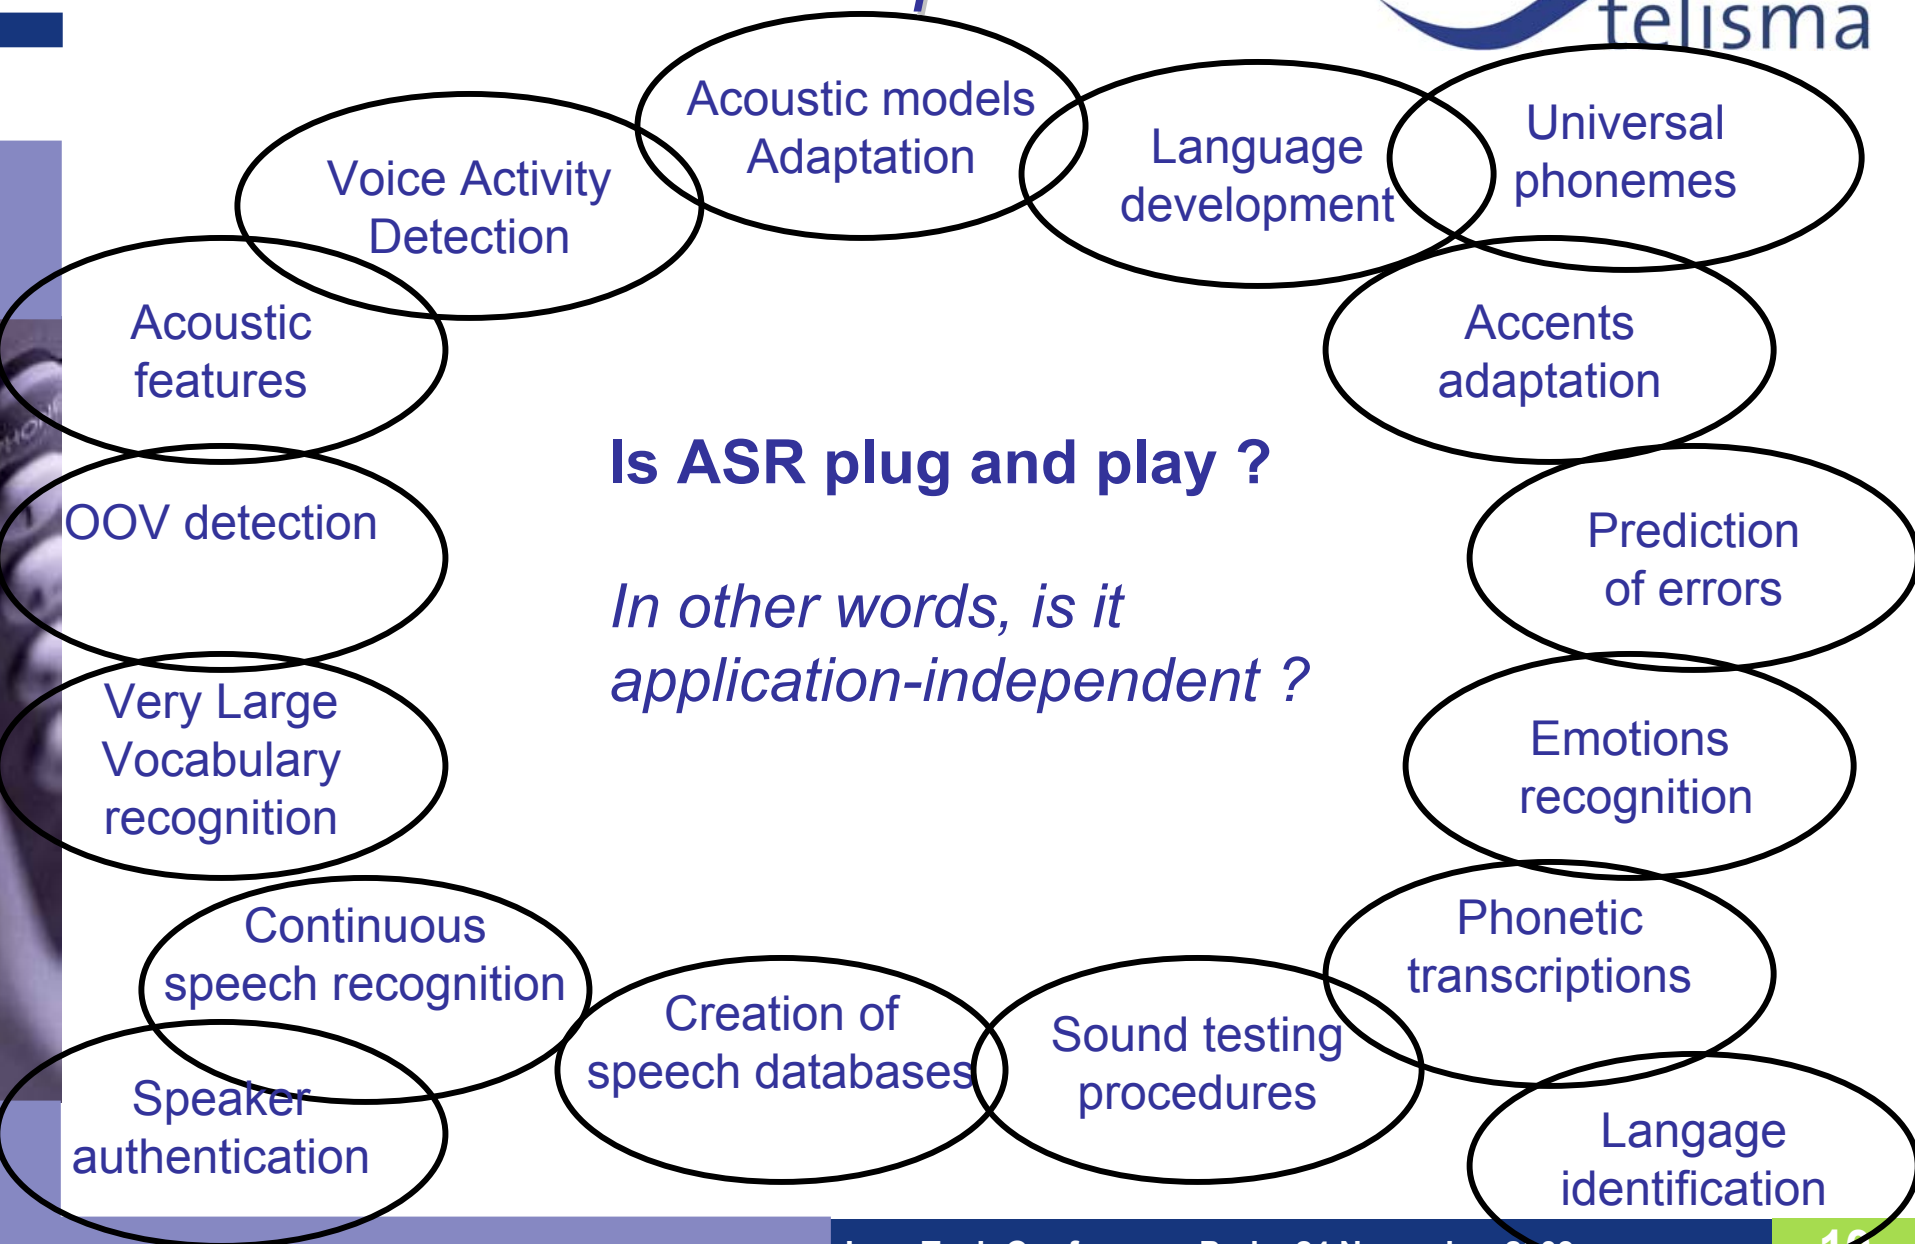 telisma
Acoustic models
Adaptation
Language
development
Universal
phonemes
Voice Activity
Detection
Acoustic
features
Accents
adaptation
Is ASR plug and play ?
OOV detection
Prediction
of errors
In other words, is it
application-independent ?
Very Large
Vocabulary
recognition
Emotions
recognition
Continuous
speech recognition
Phonetic
transcriptions
Creation of
speech databases
Sound testing
procedures
Speaker
authentication
Langage
identification